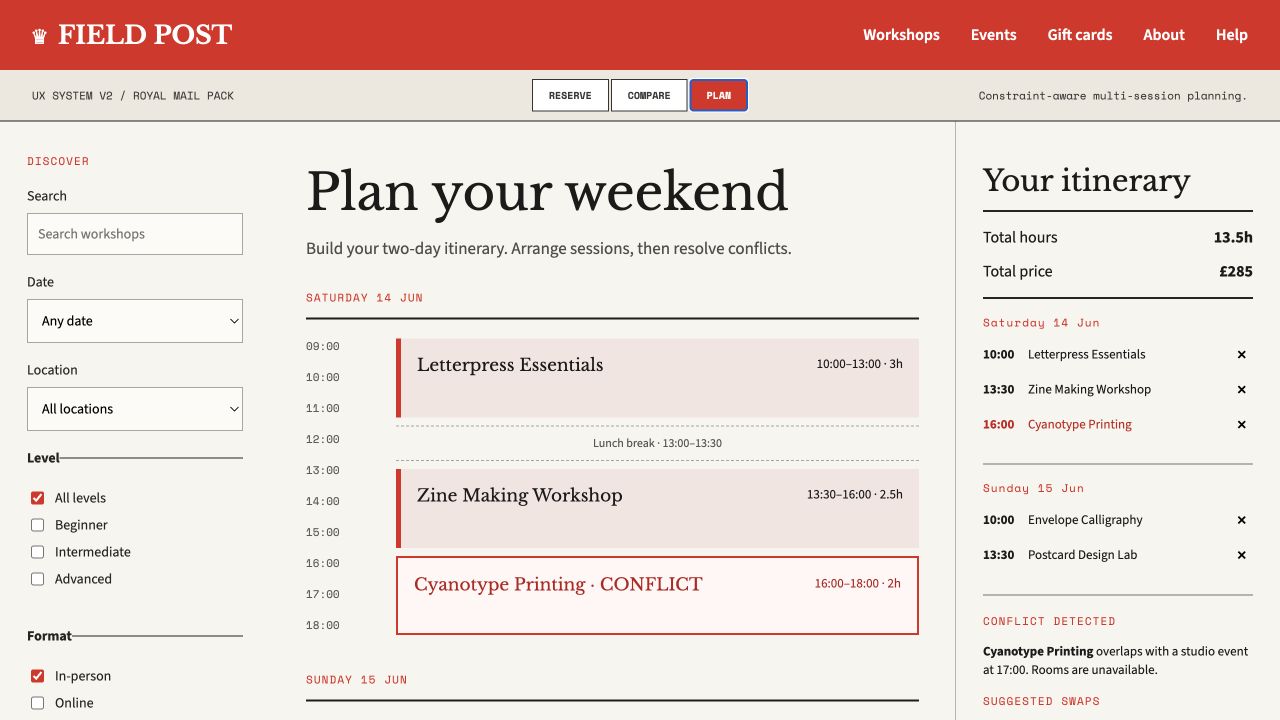 ♛ FIELD POST
Workshops Events Gift cards About Help
UX SYSTEM V2 / ROYAL MAIL PACK
RESERVE COMPARE PLAN
Constraint-aware multi-session planning.
DISCOVER
Search
Search workshops
Date
Any date
Location
All locations
Level
All levels
Beginner
Intermediate
Advanced
Format
In-person
Online
Plan your weekend
Build your two-day itinerary. Arrange sessions, then resolve conflicts.
SATURDAY 14 JUN
09:00
10:00
11:00
12:00
13:00
14:00
15:00
16:00
17:00
18:00
Letterpress Essentials 10:00–13:00 · 3h
Lunch break · 13:00–13:30
Zine Making Workshop 13:30–16:00 · 2.5h
Cyanotype Printing · CONFLICT 16:00–18:00 · 2h
SUNDAY 15 JUN
Your itinerary
Total hours 13.5h
Total price £285
Saturday 14 Jun
10:00 Letterpress Essentials ×
13:30 Zine Making Workshop ×
16:00 Cyanotype Printing ×
Sunday 15 Jun
10:00 Envelope Calligraphy ×
13:30 Postcard Design Lab ×
CONFLICT DETECTED
Cyanotype Printing overlaps with a studio event
at 17:00. Rooms are unavailable.
SUGGESTED SWAPS